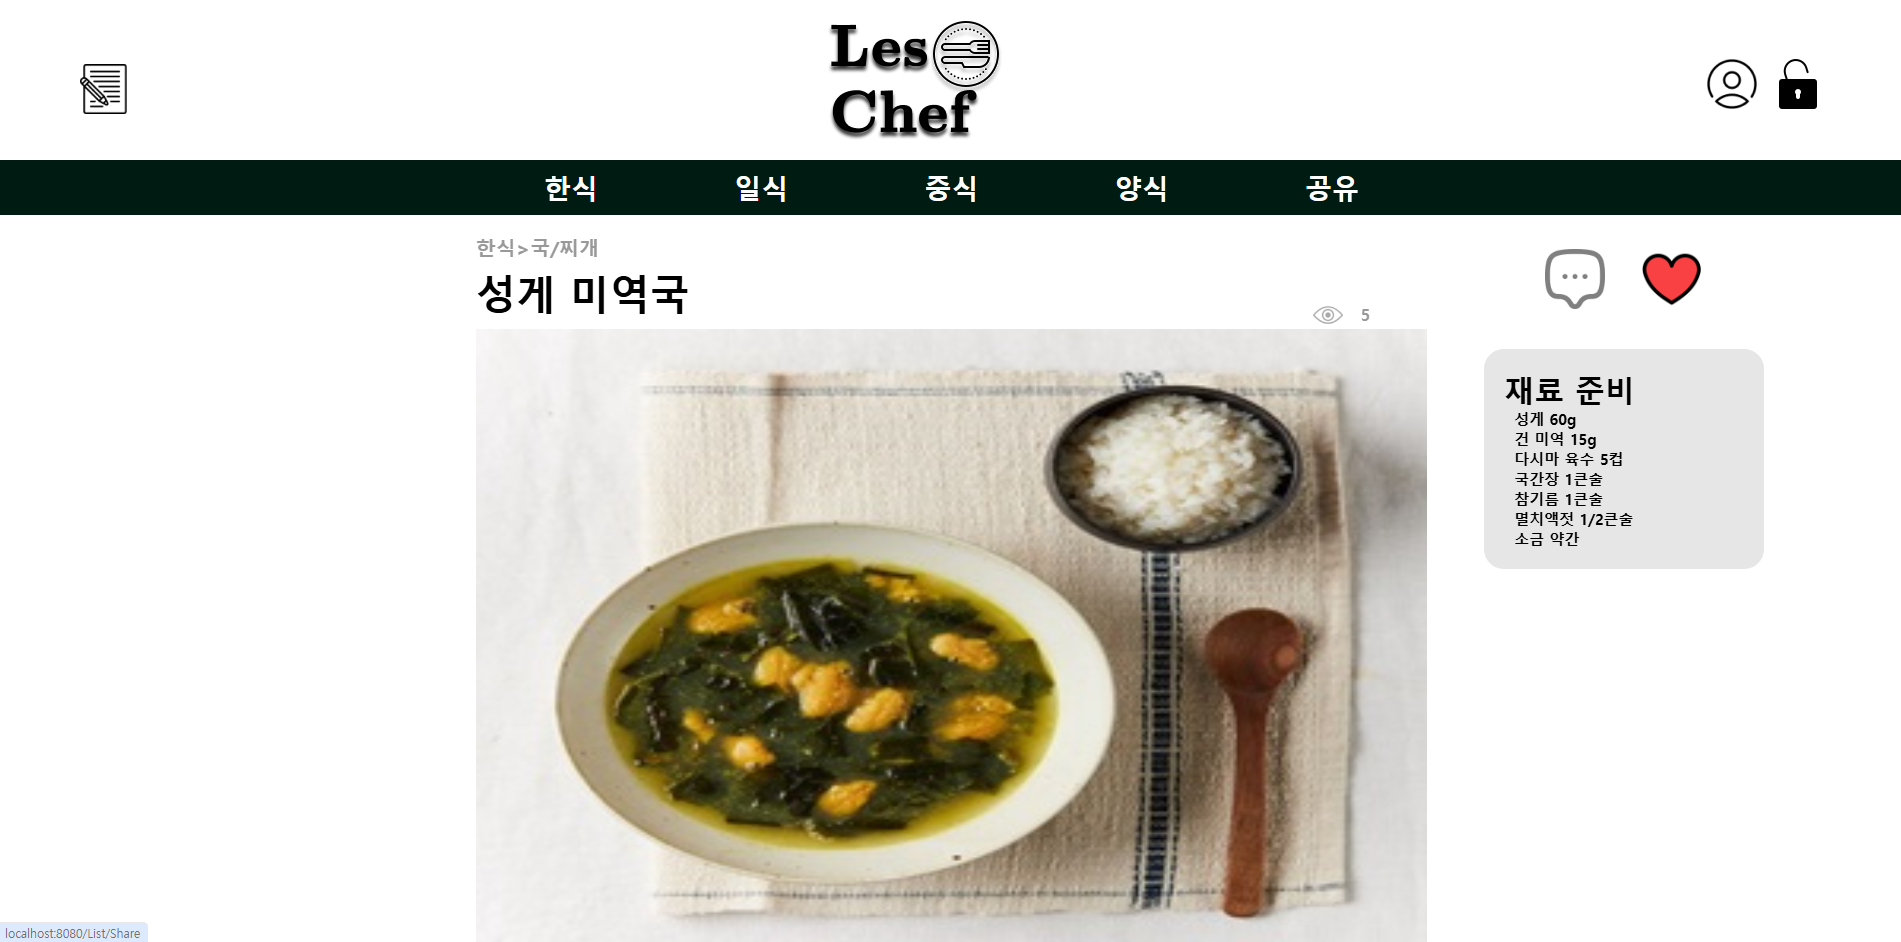 Les
Chef
한식 일식 중식 양식 공유
한식>국/찌개
성게 미역국
5
재료 준비
성게 60g
건 미역 15g
다시마 육수 5컵
국간장 1큰술
참기름 1큰술
멸치액젓 1/2큰술
소금 약간
localhost:8080/List/Share